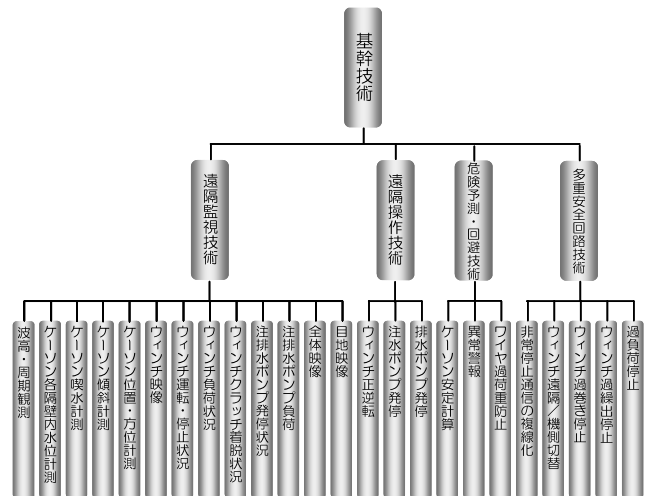 基幹技術
遠隔監視技術
遠隔操作技術
危険予測・回避技術
多重安全回路技術
波高・周期観測
ケーソン各隔壁内水位計測
ケーソン喫水計測
ケーソン傾斜計測
ケーソン位置・方位計測
ウィンチ映像
ウィンチ運転・停止状況
ウィンチ負荷状況
ウィンチクラッチ着脱状況
注排水ポンプ発停状況
注排水ポンプ負荷
全体映像
目地映像
ウィンチ正逆転
注水ポンプ発停
排水ポンプ発停
ケーソン安定計算
異常警報
ワイヤ過荷重防止
非常停止通信の複線化
ウィンチ遠隔／機側切替
ウィンチ過巻き停止
ウィンチ過繰出停止
過負荷停止